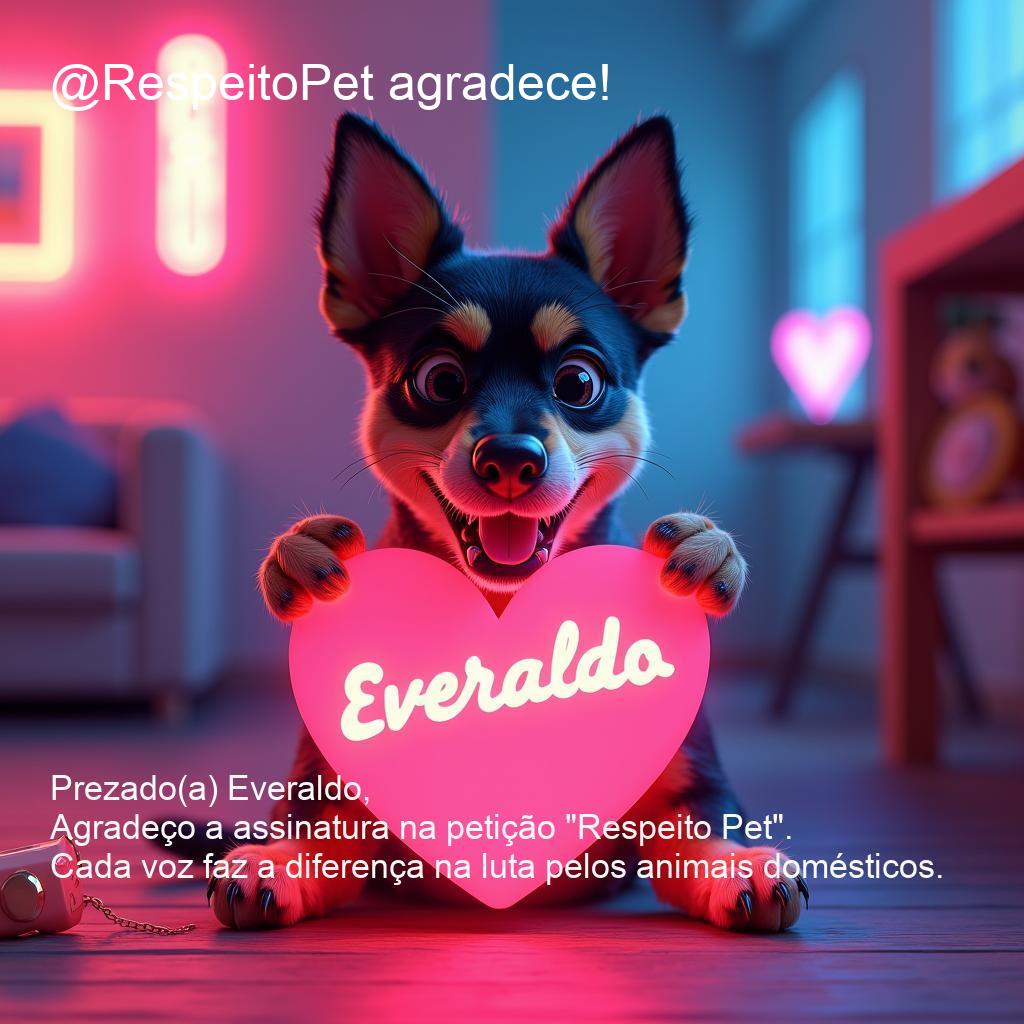 @RespeitoPet agradece!
Everaldo
Prezado(a) Everaldo,
Agradeço a assinatura na petição "Respeito Pet".
Cada voz faz a diferença na luta pelos animais domésticos.